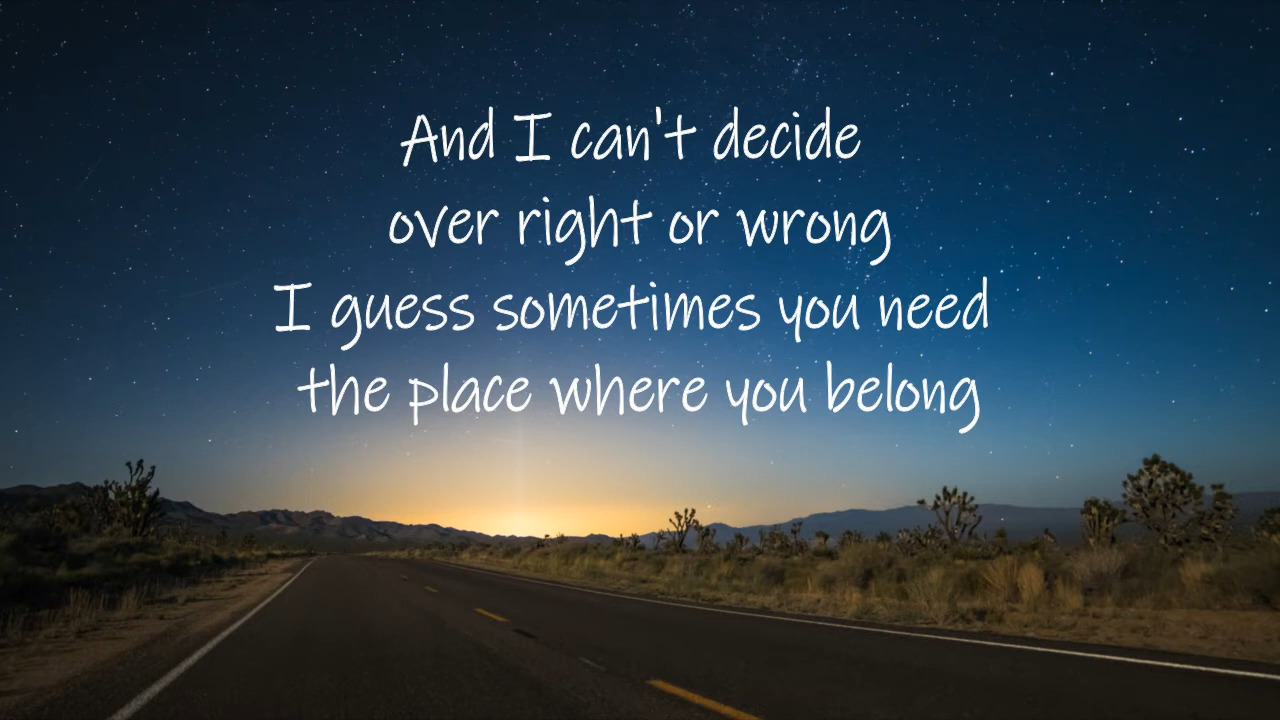 And I can't decide
over right or wrong
I guess sometimes you need
the place where you belong